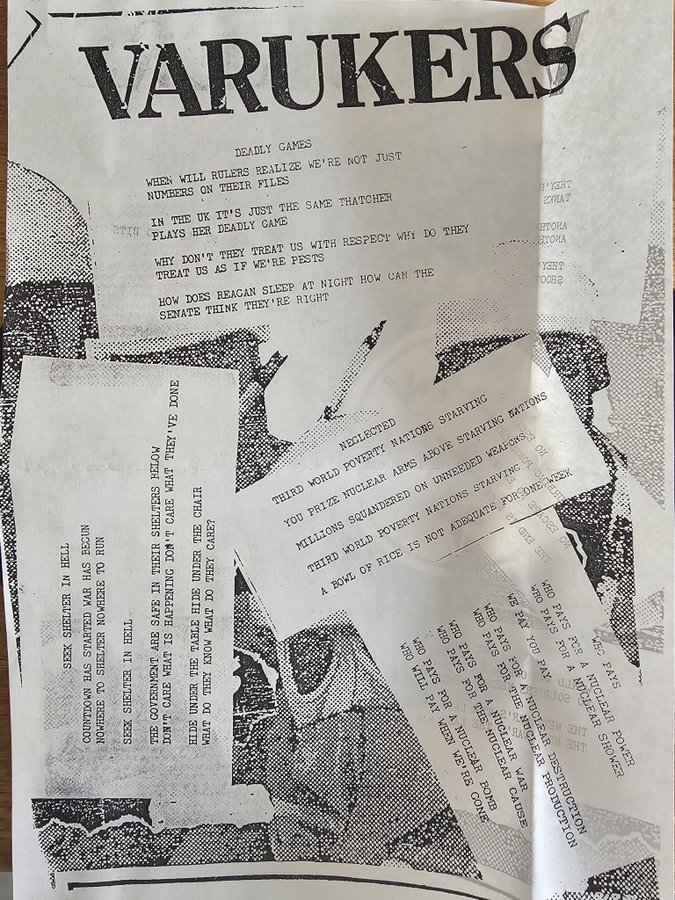 VARUKERS
DEADLY GAMES
WHEN WILL RULERS REALIZE WE'RE NOT JUST
NUMBERS ON THEIR FILES
IN THE UK IT'S JUST THE SAME THATCHER
PLAYS HER DEADLY GAME
WHY DON'T THEY TREAT US WITH RESPECT WHY DO THEY
TREAT US AS IF WE'RE PESTS
HOW DOES REAGAN SLEEP AT NIGHT HOW CAN THE
SENATE THINK THEY'RE RIGHT
SEEK SHELTER IN HELL
COUNTDOWN HAS STARTED WAR HAS BEGUN
NOWHERE TO SHELTER NOWHERE TO RUN
SEEK SHELTER IN HELL
THE GOVERNMENT ARE SAFE IN THEIR SHELTERS BELOW
DON'T CARE WHAT IS HAPPENING DON'T CARE WHAT THEY'VE DONE
HIDE UNDER THE TABLE HIDE UNDER THE CHAIR
WHAT DO THEY KNOW WHAT DO THEY CARE?
NEGLECTED
THIRD WORLD POVERTY NATIONS STARVING
YOU PRIZE NUCLEAR ARMS ABOVE STARVING NATIONS
MILLIONS SQUANDERED ON UNNEEDED WEAPONS
THIRD WORLD POVERTY NATIONS STARVING
A BOWL OF RICE IS NOT ADEQUATE FOR ONE WEEK
WHO PAYS
WHO PAYS FOR A NUCLEAR POWER
WHO PAYS FOR A NUCLEAR SHOWER
WE PAY YOU PAY
WHO PAYS FOR A NUCLEAR DESTRUCTION
WHO PAYS FOR THE NUCLEAR PRODUCTION
WHO PAYS FOR A NUCLEAR WAR
WHO PAYS FOR THE NUCLEAR CAUSE
WHO PAYS FOR A NUCLEAR BOMB
WHO WILL PAY WHEN WE'RE GONE